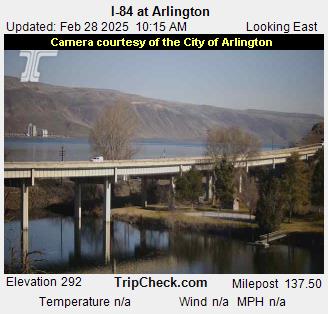 I-84 at Arlington
Updated: Feb 28 2025 10:15 AM Looking East
Camera courtesy of the City of Arlington
Elevation 292 TripCheck.com Milepost 137.50
Temperature n/a Wind n/a MPH n/a